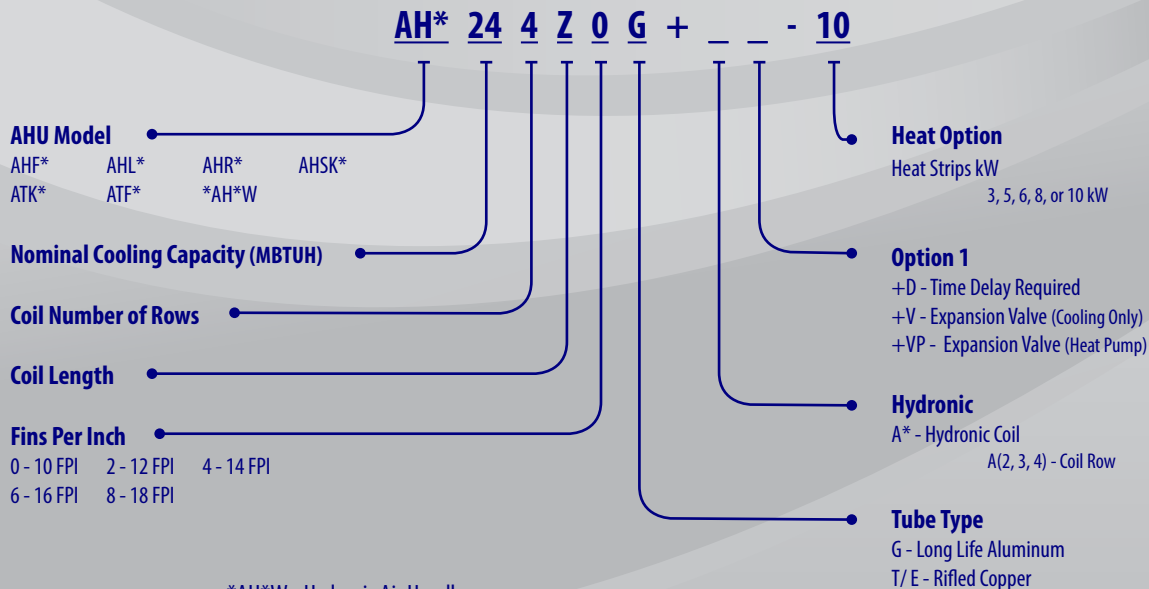 AH* 24 4 Z 0 G + _ _ - 10
AHU Model
AHF* AHL* AHR* AHSK*
ATK* ATF* *AH*W
Nominal Cooling Capacity (MBTUH)
Coil Number of Rows
Coil Length
Fins Per Inch
0 - 10 FPI 2 - 12 FPI 4 - 14 FPI
6 - 16 FPI 8 - 18 FPI
Heat Option
Heat Strips kW
3, 5, 6, 8, or 10 kW
Option 1
+D - Time Delay Required
+V - Expansion Valve (Cooling Only)
+VP - Expansion Valve (Heat Pump)
Hydronic
A* - Hydronic Coil
A(2, 3, 4) - Coil Row
Tube Type
G - Long Life Aluminum
T/ E - Rifled Copper